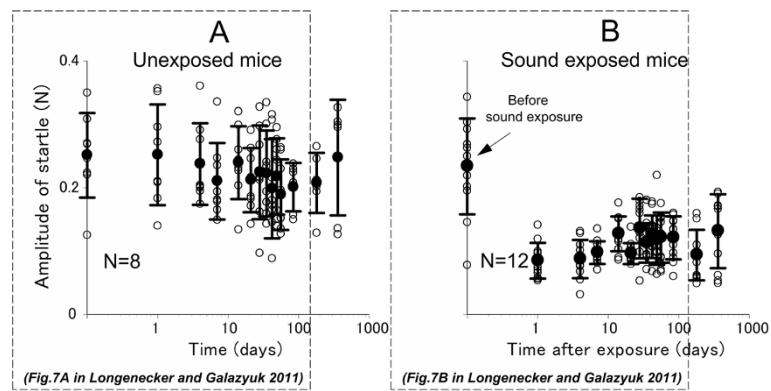 A
Unexposed mice
Amplitude of startle (N)
0.4
0.2
0
N=8
1
10
100
1000
Time (days)
(Fig.7A in Longenecker and Galazyuk 2011)
B
Sound exposed mice
Before
sound exposure
N=12
1
10
100
1000
Time after exposure (days)
(Fig.7B in Longenecker and Galazyuk 2011)